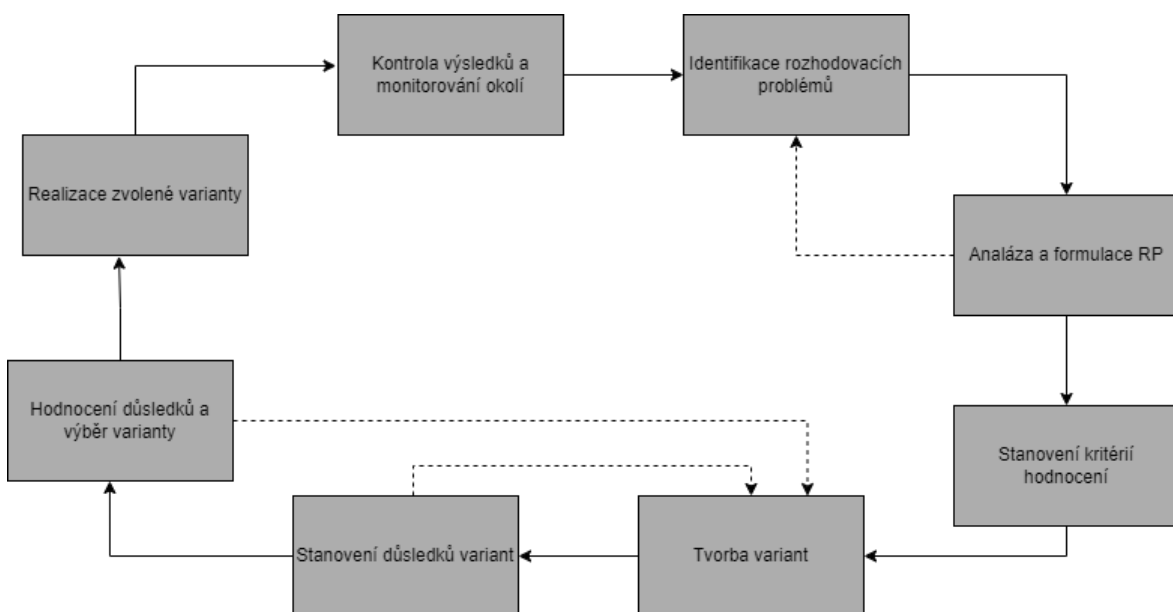 Kontrola výsledků a
monitorování okolí
Identifikace rozhodovacích
problémů
Realizace zvolené varianty
Analáza a formulace RP
Hodnocení důsledků a
výběr varianty
Stanovení kritérií
hodnocení
Stanovení důsledků variant
Tvorba variant